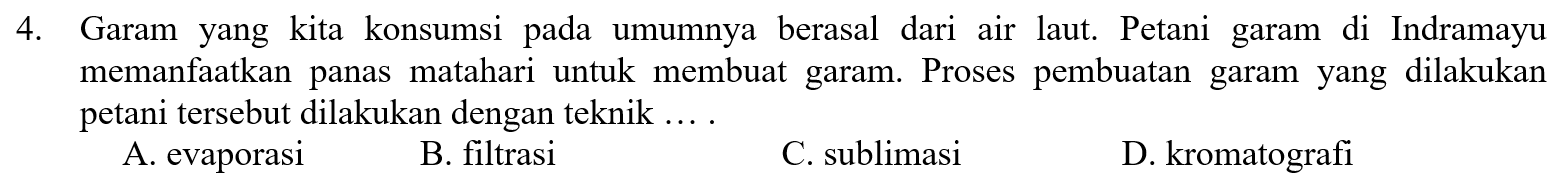 4. Garam yang kita konsumsi pada umumnya berasal dari air laut. Petani garam di Indramayu
memanfaatkan panas matahari untuk membuat garam. Proses pembuatan garam yang dilakukan
petani tersebut dilakukan dengan teknik ... .
A. evaporasi B. filtrasi C. sublimasi D. kromatografi